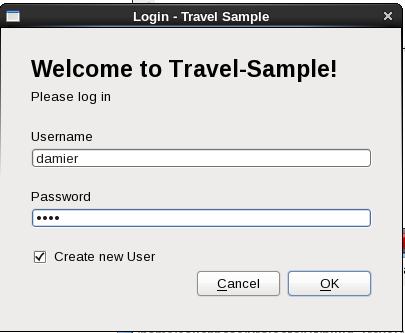 Login - Travel Sample
Welcome to Travel-Sample!
Please log in
Username
damier
Password
••••
Create new User
Cancel
OK